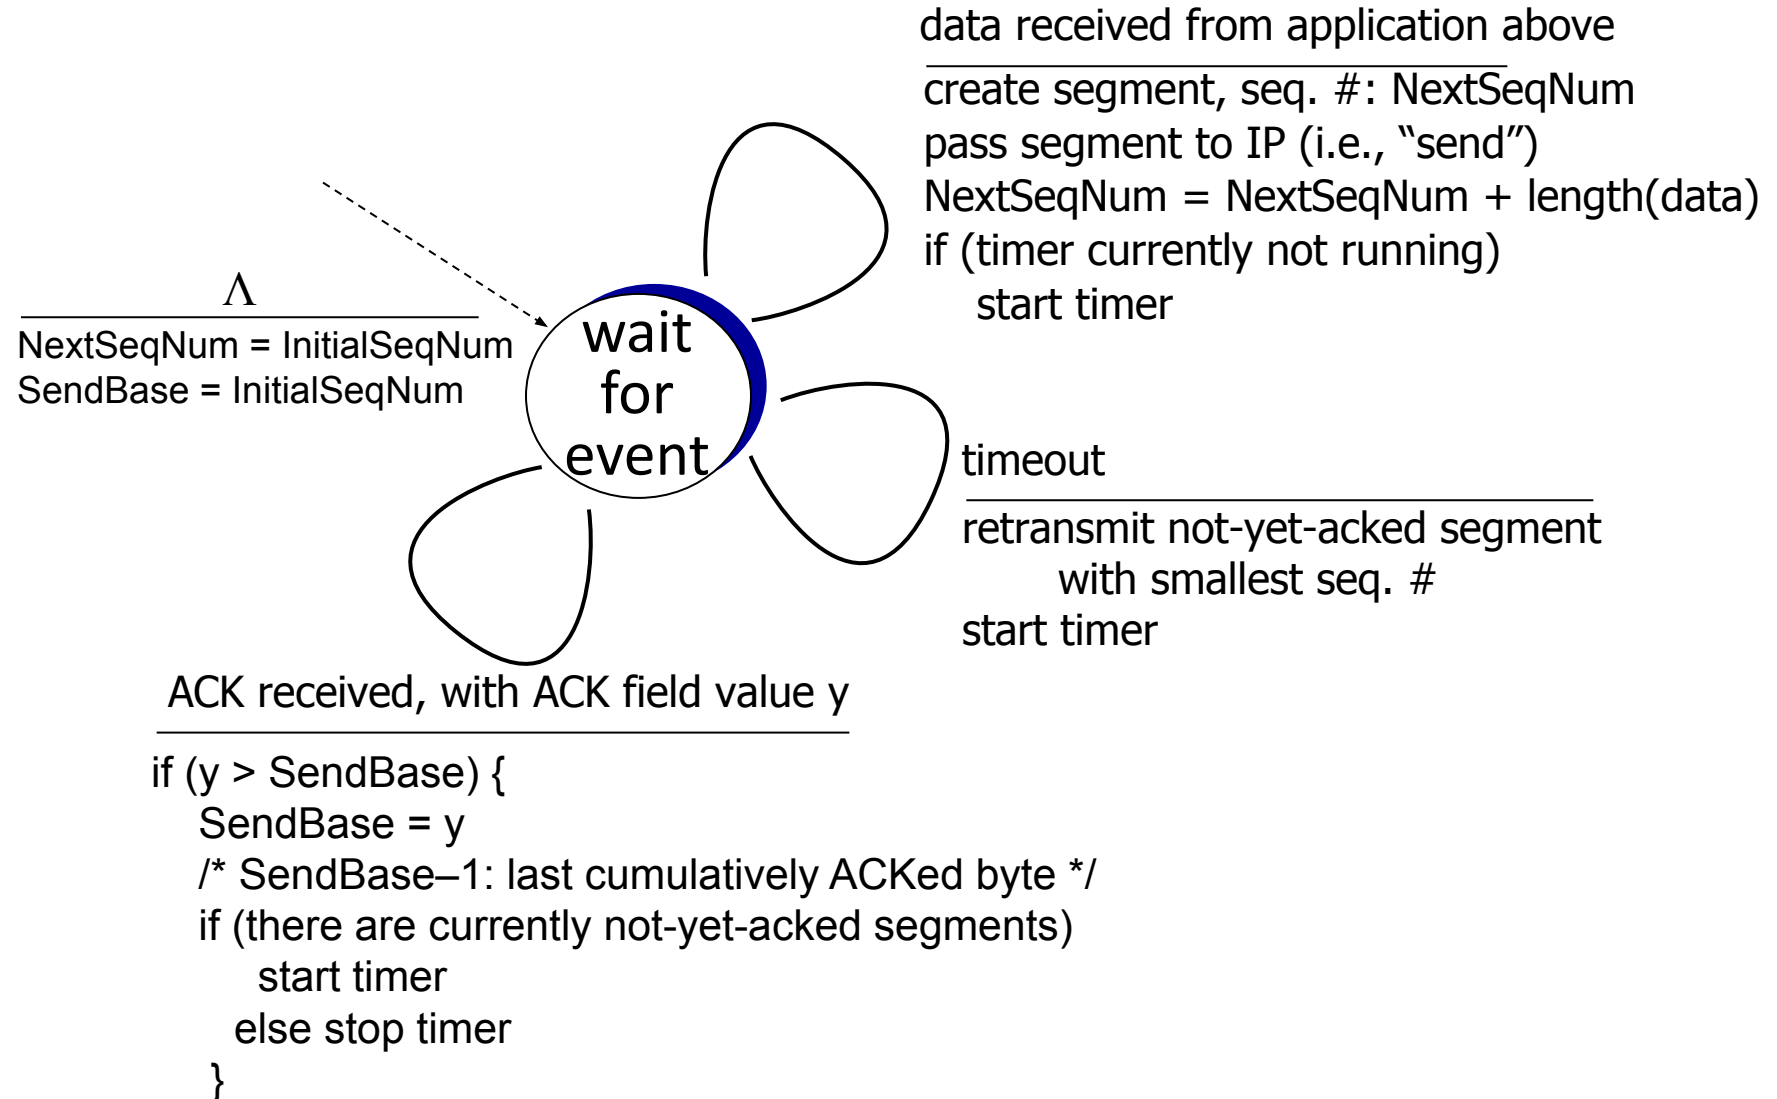 data received from application above
create segment, seq. #: NextSeqNum
pass segment to IP (i.e., “send”)
NextSeqNum = NextSeqNum + length(data)
if (timer currently not running)
start timer
Λ
NextSeqNum = InitialSeqNum
SendBase = InitialSeqNum
wait
for
event
timeout
retransmit not-yet-acked segment
with smallest seq. #
start timer
ACK received, with ACK field value y
if (y > SendBase) {
SendBase = y
/* SendBase–1: last cumulatively ACKed byte */
if (there are currently not-yet-acked segments)
start timer
else stop timer
}